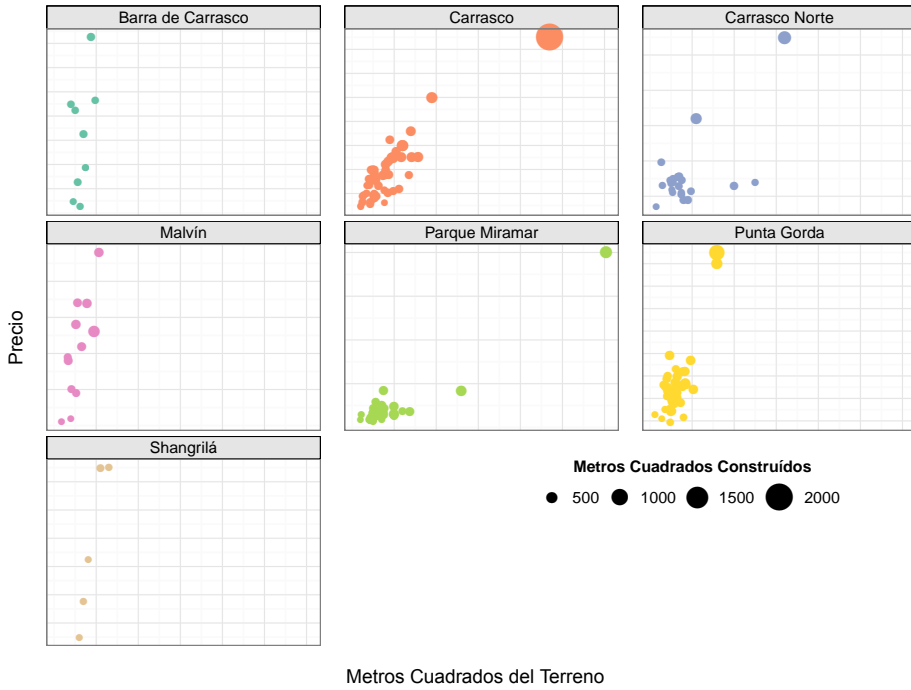 Barra de Carrasco
Carrasco
Carrasco Norte
Malvín
Parque Miramar
Punta Gorda
Precio
Shangrilá
Metros Cuadrados Construídos
500 1000 1500 2000
Metros Cuadrados del Terreno